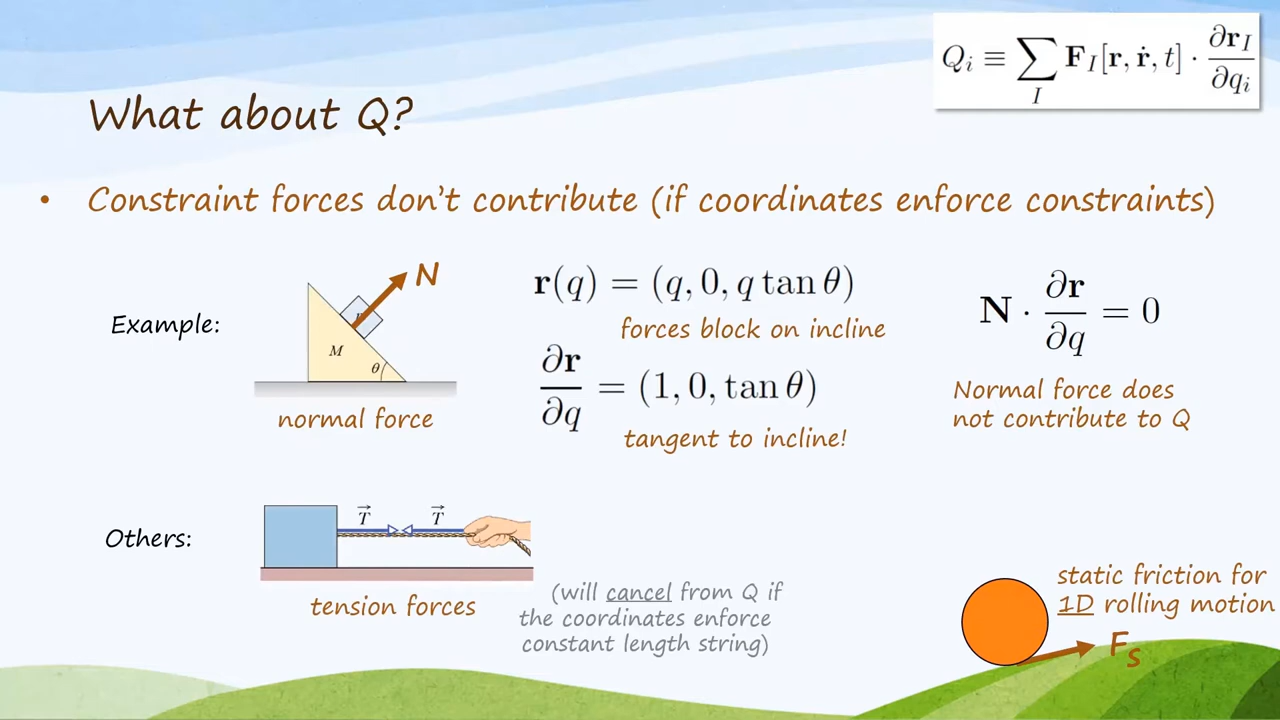 Q_i ≡ ∑_I F_I[r, ṙ, t] · ∂r_I/∂q_i
What about Q?
• Constraint forces don't contribute (if coordinates enforce constraints)
Example:
N
M
θ
normal force
r(q) = (q, 0, q tan θ)
forces block on incline
∂r/∂q = (1, 0, tan θ)
tangent to incline!
N · ∂r/∂q = 0
Normal force does
not contribute to Q
Others:
T⃗ T⃗
tension forces
(will cancel from Q if
the coordinates enforce
constant length string)
static friction for
1D rolling motion
F_s